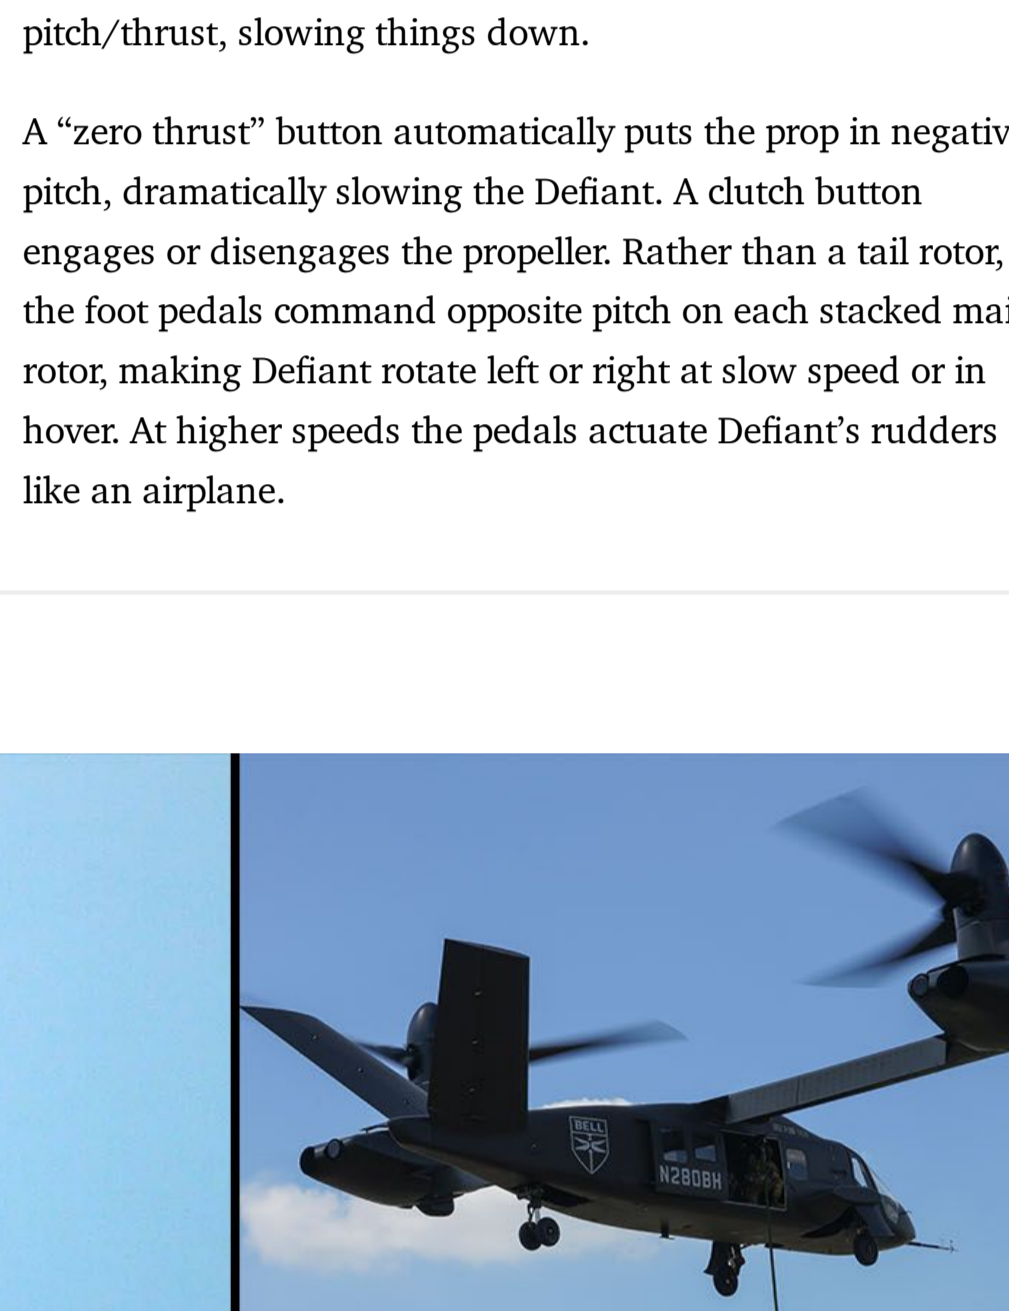 pitch/thrust, slowing things down.
A “zero thrust” button automatically puts the prop in negativ
pitch, dramatically slowing the Defiant. A clutch button
engages or disengages the propeller. Rather than a tail rotor,
the foot pedals command opposite pitch on each stacked mai
rotor, making Defiant rotate left or right at slow speed or in
hover. At higher speeds the pedals actuate Defiant’s rudders
like an airplane.
BELL
N280BH